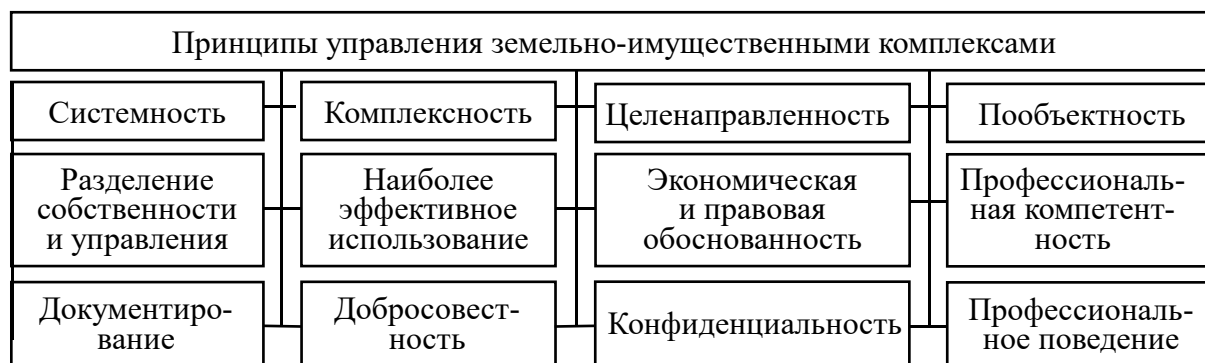 Принципы управления земельно-имущественными комплексами
Системность
Комплексность
Целенаправленность
Пообъектность
Разделение
собственности
и управления
Наиболее
эффективное
использование
Экономическая
и правовая
обоснованность
Профессиональ-
ная компетент-
ность
Документиро-
вание
Добросовест-
ность
Конфиденциальность
Профессиональ-
ное поведение